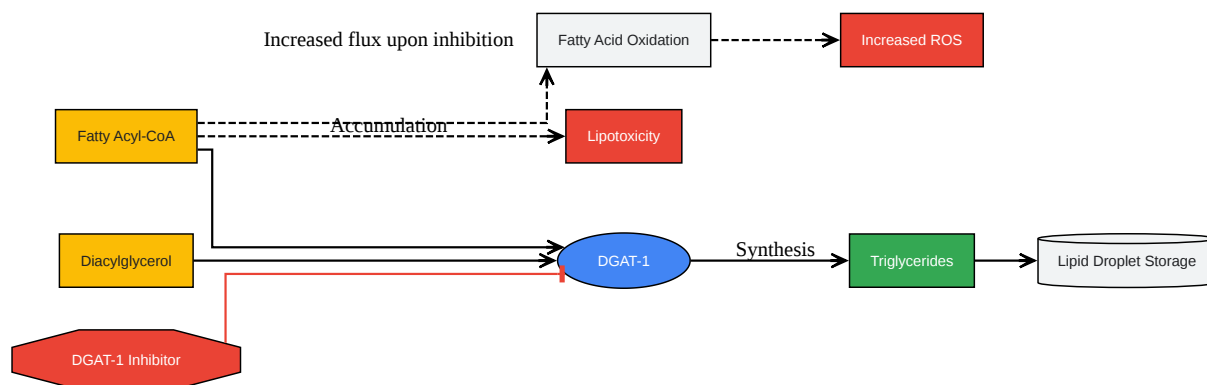 Increased flux upon inhibition
Fatty Acid Oxidation
Increased ROS
Fatty Acyl-CoA
Accumulation
Lipotoxicity
Diacylglycerol
DGAT-1
Synthesis
Triglycerides
Lipid Droplet Storage
DGAT-1 Inhibitor